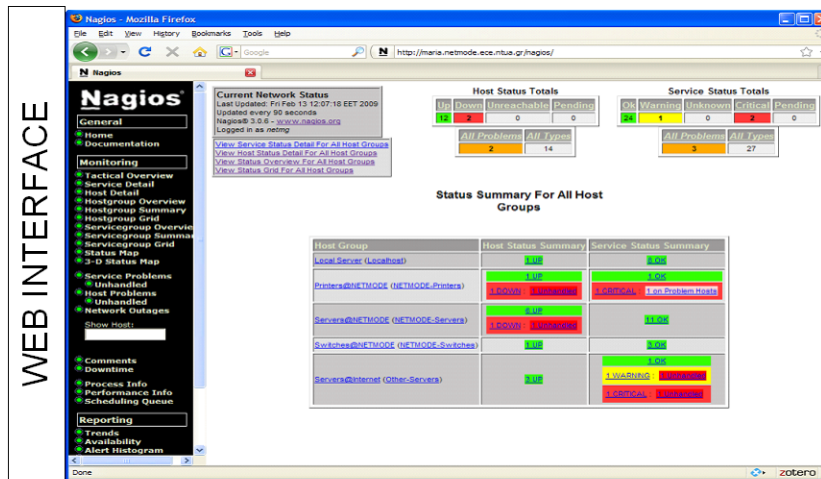 WEB INTERFACE
Nagios - Mozilla Firefox
File Edit View History Bookmarks Tools Help
Google
http://maria.netmode.ece.ntua.gr/nagios/
Nagios
Nagios®
General
Home
Documentation
Monitoring
Tactical Overview
Service Detail
Host Detail
Hostgroup Overview
Hostgroup Summary
Hostgroup Grid
Servicegroup Overvie
Servicegroup Summar
Servicegroup Grid
Status Map
3-D Status Map
Service Problems
Unhandled
Host Problems
Unhandled
Network Outages
Show Host:
Comments
Downtime
Process Info
Performance Info
Scheduling Queue
Reporting
Trends
Availability
Alert Histogram
Current Network Status
Last Updated: Fri Feb 13 12:07:18 EET 2009
Updated every 90 seconds
Nagios® 3.0.6 - www.nagios.org
Logged in as netmg
View Service Status Detail For All Host Groups
View Host Status Detail For All Host Groups
View Status Overview For All Host Groups
View Status Grid For All Host Groups
Host Status Totals
Up Down Unreachable Pending
12 2 0 0
All Problems All Types
2 14
Service Status Totals
Ok Warning Unknown Critical Pending
24 1 0 2 0
All Problems All Types
3 27
Status Summary For All Host
Groups
Host Group Host Status Summary Service Status Summary
Local Server (Localhost) 1 UP 8 OK
Printers@NETMODE (NETMODE-Printers) 1 UP 1 OK
1 DOWN : 1 Unhandled 1 CRITICAL : 1 on Problem Hosts
Servers@NETMODE (NETMODE-Servers) 6 UP 11 OK
1 DOWN : 1 Unhandled
Switches@NETMODE (NETMODE-Switches) 1 UP 3 OK
Servers@Internet (Other-Servers) 3 UP 1 OK
1 WARNING : 1 Unhandled
1 CRITICAL : 1 Unhandled
Done
zotero